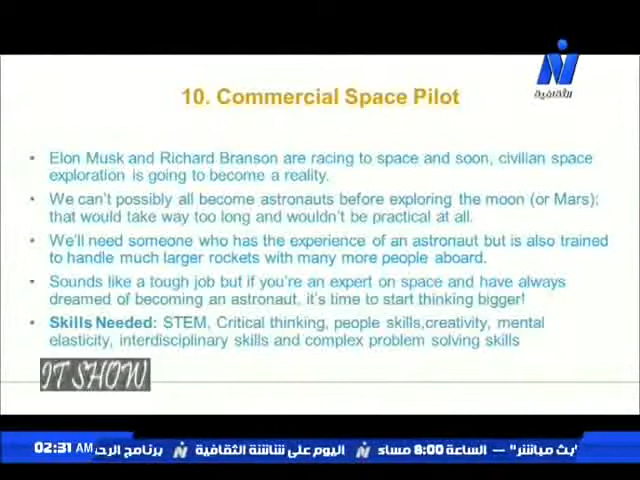 الثقافية
10. Commercial Space Pilot
• Elon Musk and Richard Branson are racing to space and soon, civilian space
exploration is going to become a reality.
• We can't possibly all become astronauts before exploring the moon (or Mars);
that would take way too long and wouldn't be practical at all.
• We'll need someone who has the experience of an astronaut but is also trained
to handle much larger rockets with many more people aboard.
• Sounds like a tough job but if you're an expert on space and have always
dreamed of becoming an astronaut, it's time to start thinking bigger!
• Skills Needed: STEM, Critical thinking, people skills,creativity, mental
elasticity, interdisciplinary skills and complex problem solving skills
IT SHOW
02:31 AM
بث مباشر" — الساعة 8:00 مساء اليوم على شاشة الثقافية برنامج